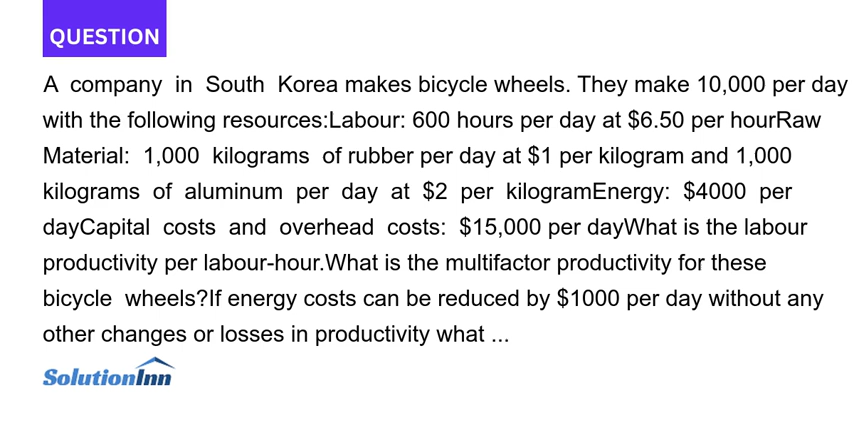 QUESTION
A company in South Korea makes bicycle wheels. They make 10,000 per day
with the following resources:Labour: 600 hours per day at $6.50 per hourRaw
Material: 1,000 kilograms of rubber per day at $1 per kilogram and 1,000
kilograms of aluminum per day at $2 per kilogramEnergy: $4000 per
dayCapital costs and overhead costs: $15,000 per dayWhat is the labour
productivity per labour-hour.What is the multifactor productivity for these
bicycle wheels?If energy costs can be reduced by $1000 per day without any
other changes or losses in productivity what ...
SolutionInn